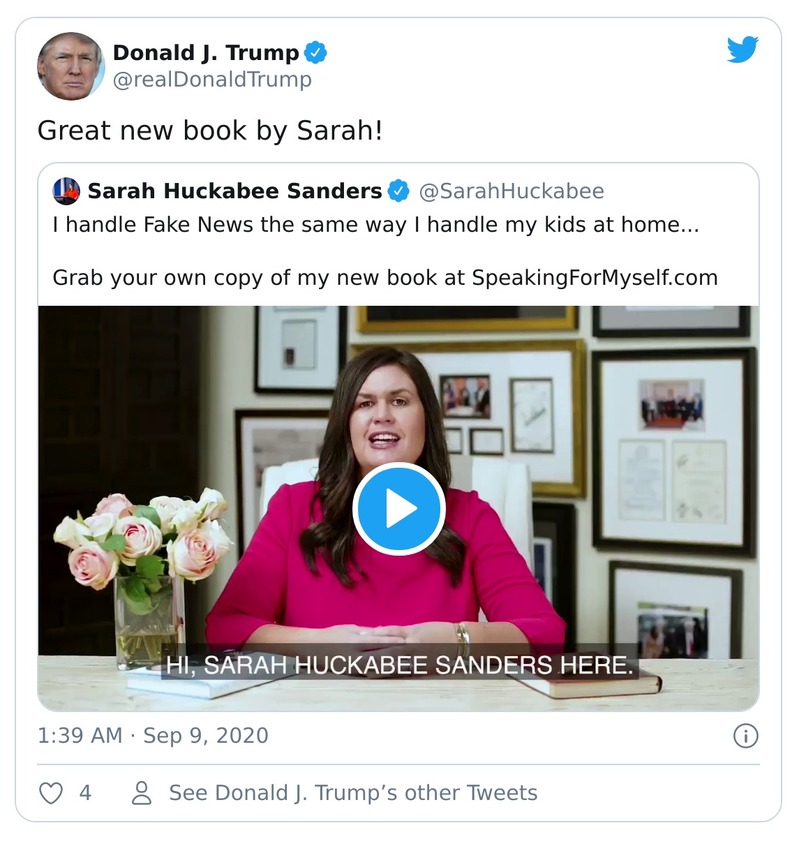 Donald J. Trump
@realDonaldTrump
Great new book by Sarah!
Sarah Huckabee Sanders @SarahHuckabee
I handle Fake News the same way I handle my kids at home...
Grab your own copy of my new book at SpeakingForMyself.com
HI, SARAH HUCKABEE SANDERS HERE.
1:39 AM · Sep 9, 2020
4 See Donald J. Trump’s other Tweets